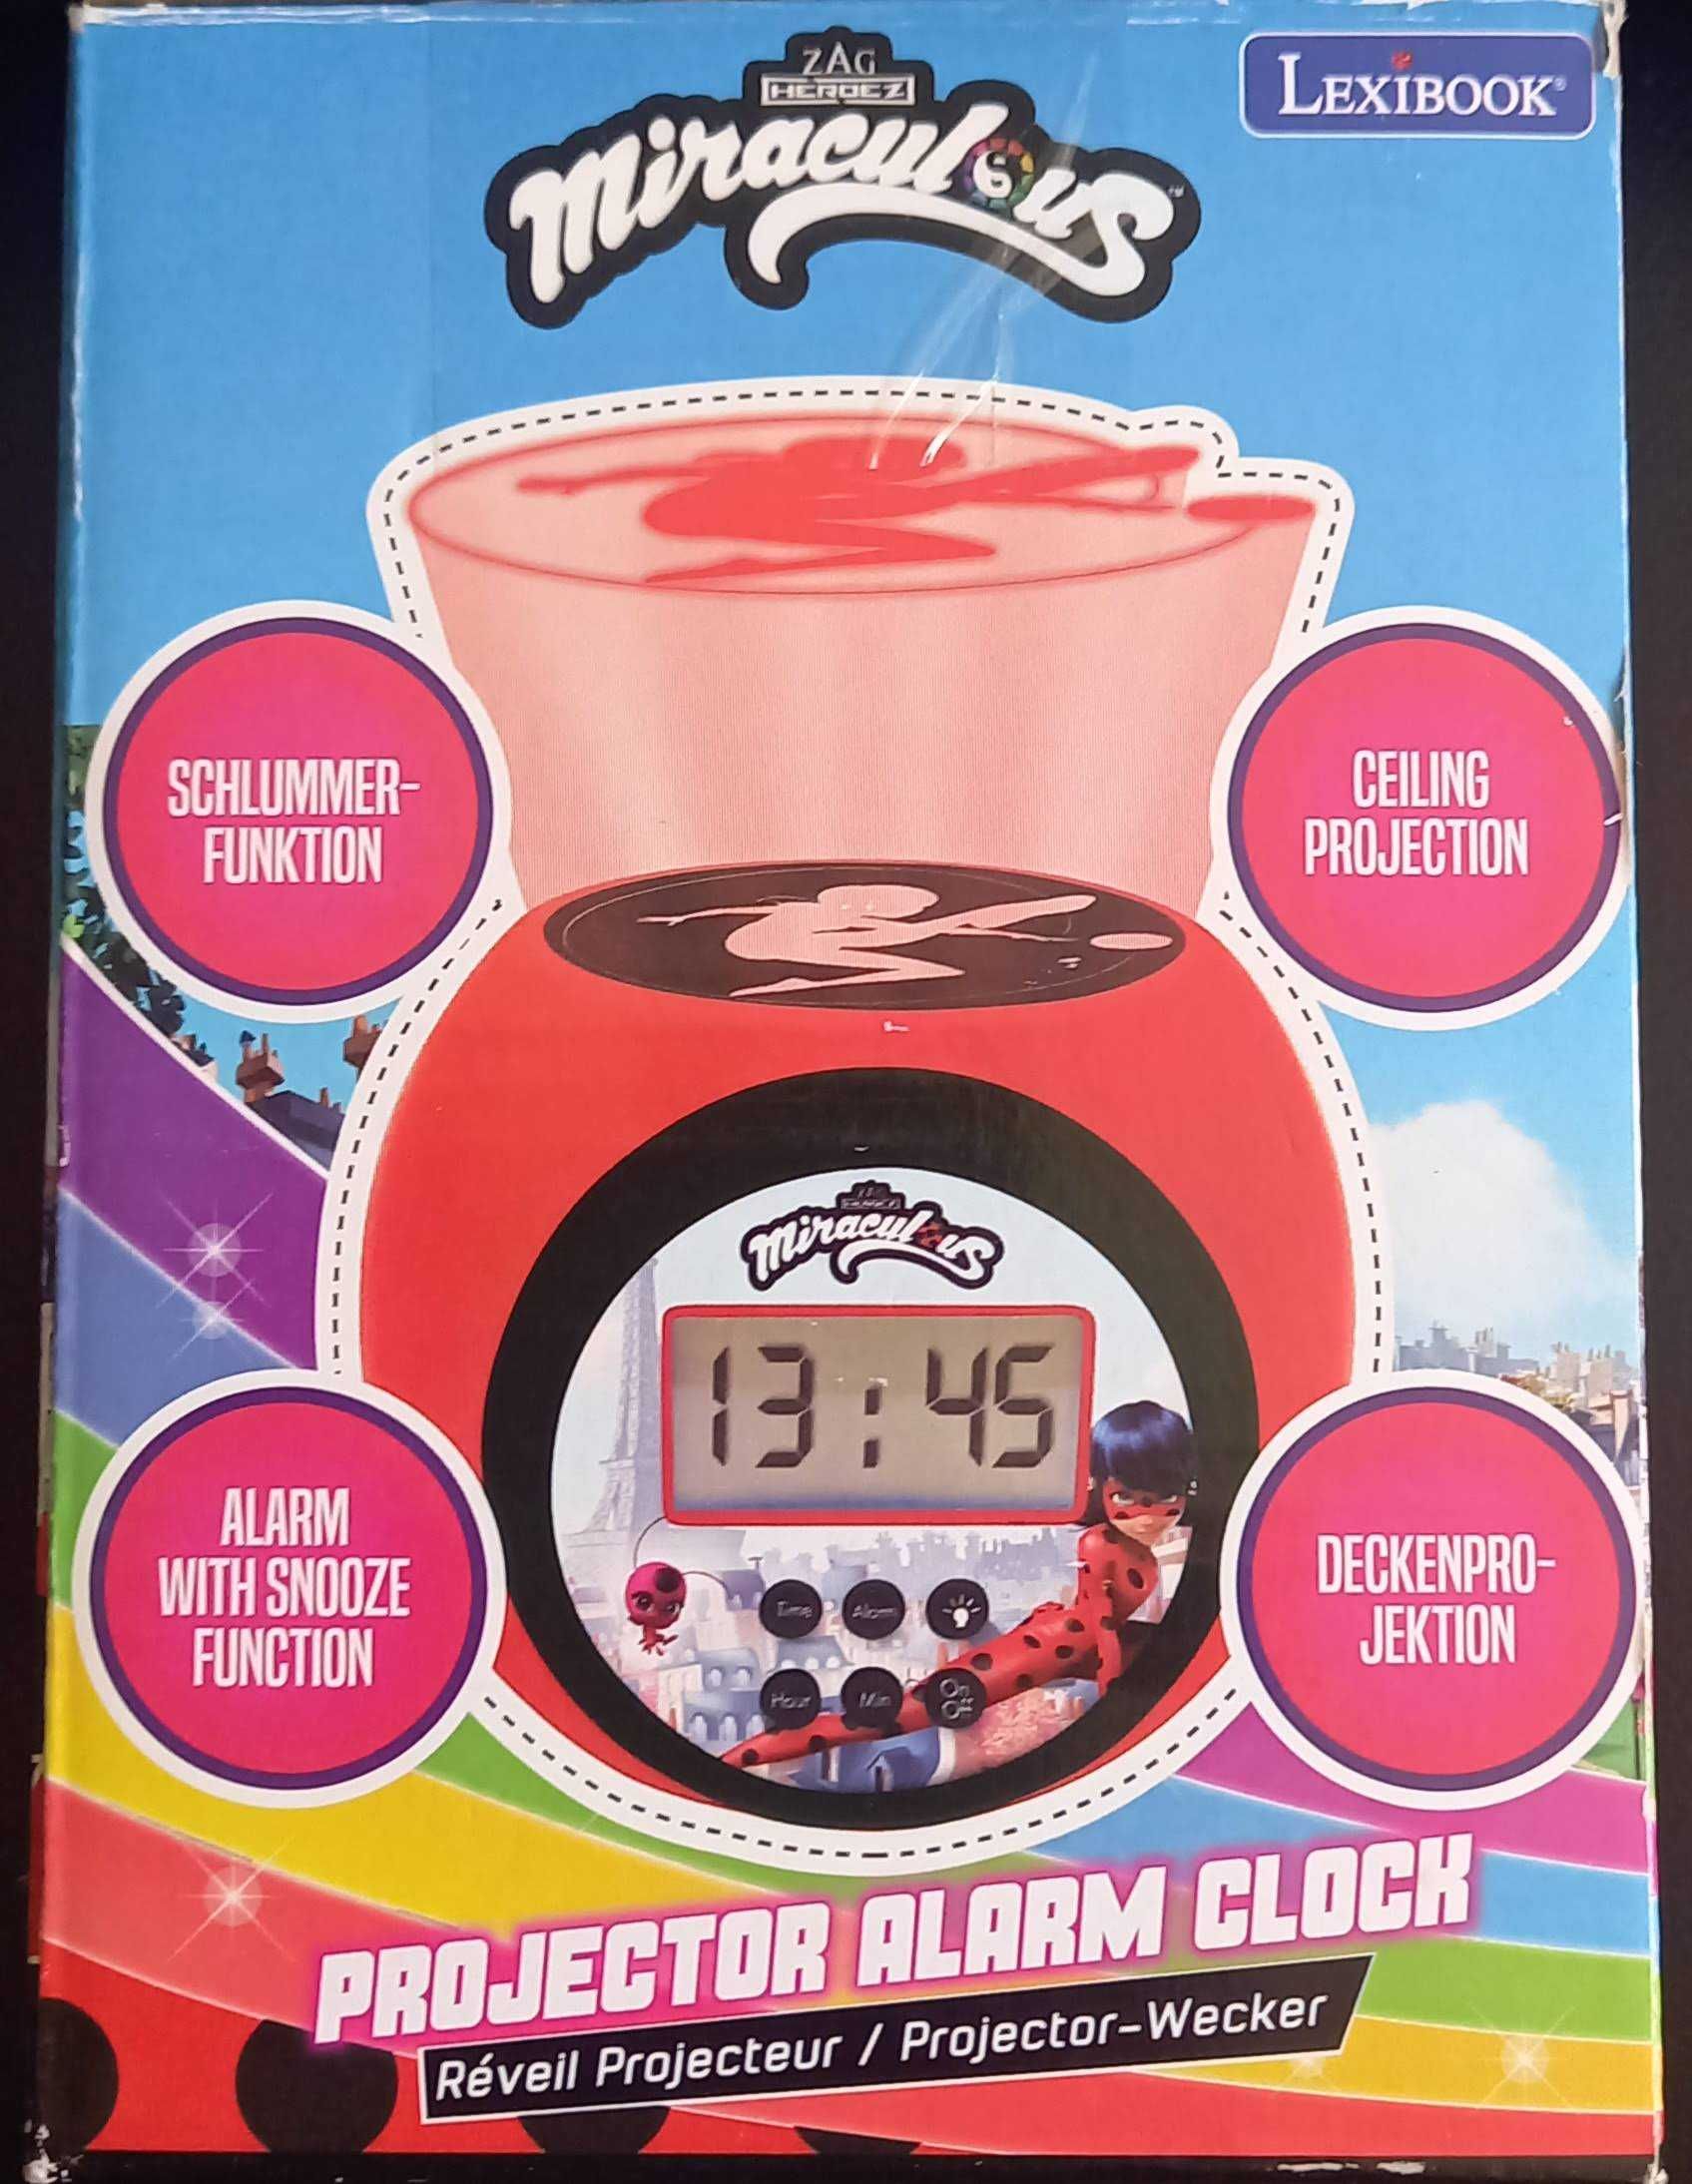 ZAG
HEROEZ
Miraculous
LEXIBOOK
SCHLUMMER-
FUNKTION
CEILING
PROJECTION
Miraculous
13:45
ALARM
WITH SNOOZE
FUNCTION
DECKENPRO-
JEKTION
Time Alarm
Hour Min On
Off
PROJECTOR ALARM CLOCK
Réveil Projecteur / Projector-Wecker